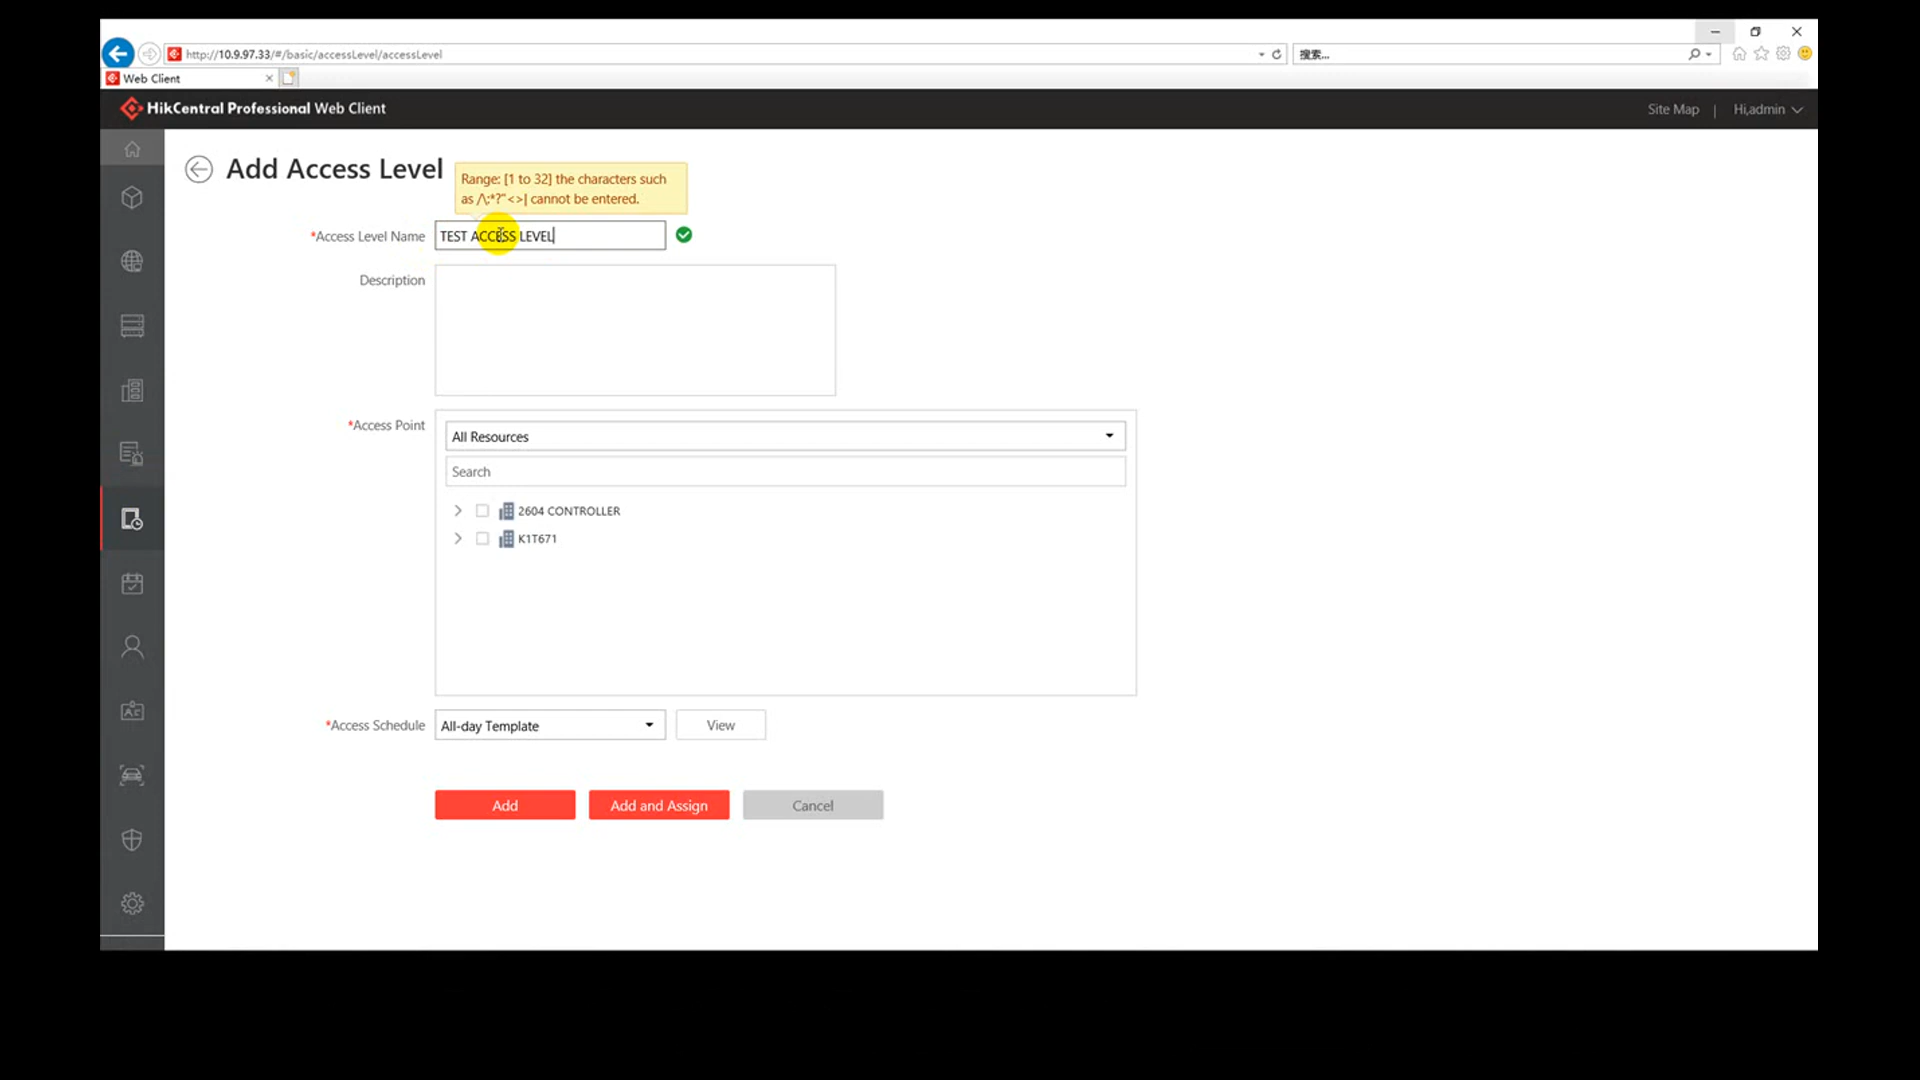 http://10.9.97.33/#/basic/accessLevel/accessLevel
搜索...
Web Client
HikCentral Professional Web Client
Site Map | Hi,admin
Add Access Level
Range: [1 to 32] the characters such
as /\:*?"<>| cannot be entered.
*Access Level Name TEST ACCESS LEVEL
Description
*Access Point
All Resources
Search
2604 CONTROLLER
K1T671
*Access Schedule All-day Template View
Add Add and Assign Cancel